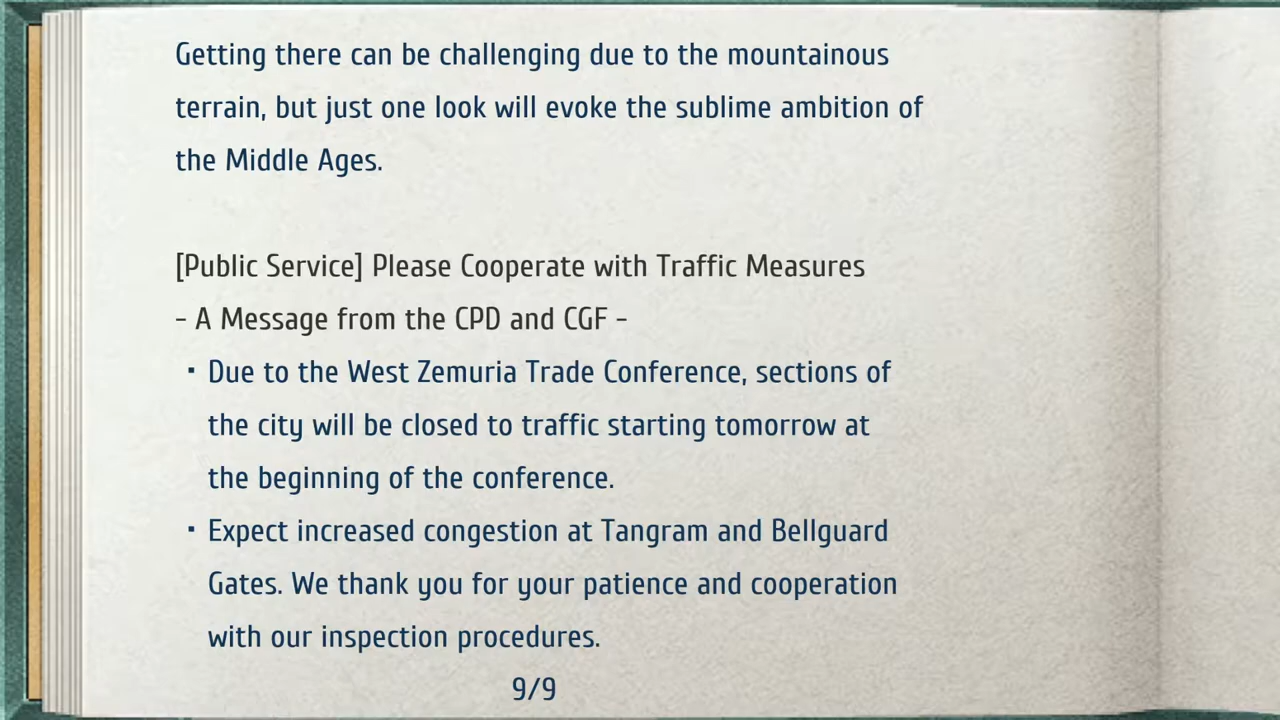 Getting there can be challenging due to the mountainous
terrain, but just one look will evoke the sublime ambition of
the Middle Ages.
[Public Service] Please Cooperate with Traffic Measures
- A Message from the CPD and CGF -
・Due to the West Zemuria Trade Conference, sections of
the city will be closed to traffic starting tomorrow at
the beginning of the conference.
・Expect increased congestion at Tangram and Bellguard
Gates. We thank you for your patience and cooperation
with our inspection procedures.
9/9